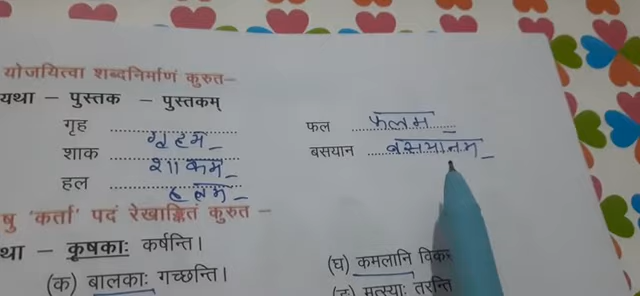 योजयित्वा शब्दनिर्माणं कुरुत–
यथा – पुस्तक – पुस्तकम्
गृह गृहम्
फल फलम्
शाक शाकम्
बसयान बसयानम्
हल हलम्
षु 'कर्ता' पदं रेखाङ्कितं कुरुत –
था – कृषकाः कर्षन्ति।
(क) बालकाः गच्छन्ति।
(घ) कमलानि विकर
(ङ) मत्स्याः तरन्ति